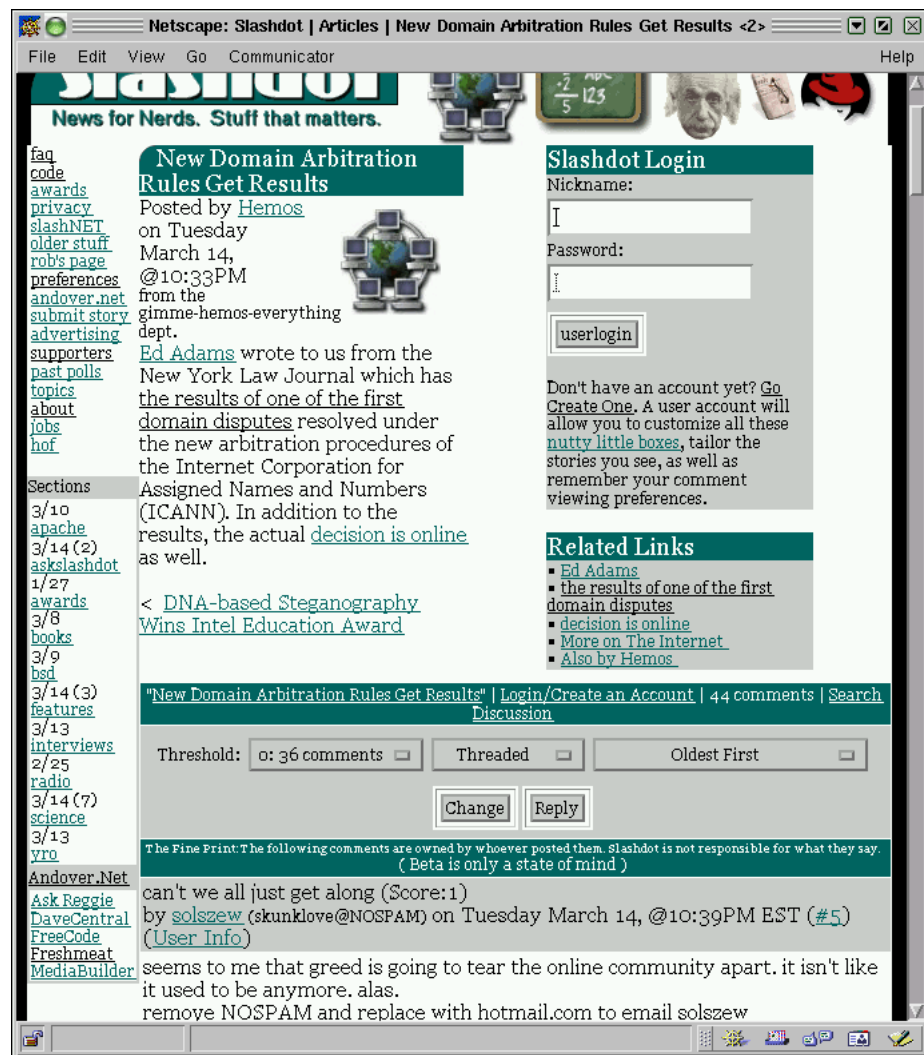 Netscape: Slashdot | Articles | New Domain Arbitration Rules Get Results <2>
File Edit View Go Communicator Help
Slashdot
News for Nerds. Stuff that matters.
ABC
÷2
5 123
faq
code
awards
privacy
slashNET
older stuff
rob's page
preferences
andover.net
submit story
advertising
supporters
past polls
topics
about
jobs
hof
Sections
3/10
apache
3/14(2)
askslashdot
1/27
awards
3/8
books
3/9
bsd
3/14(3)
features
3/13
interviews
2/25
radio
3/14(7)
science
3/13
yro
Andover.Net
Ask Reggie
DaveCentral
FreeCode
Freshmeat
MediaBuilder
New Domain Arbitration
Rules Get Results
Posted by Hemos
on Tuesday
March 14,
@10:33PM
from the
gimme-hemos-everything
dept.
Ed Adams wrote to us from the
New York Law Journal which has
the results of one of the first
domain disputes resolved under
the new arbitration procedures of
the Internet Corporation for
Assigned Names and Numbers
(ICANN). In addition to the
results, the actual decision is online
as well.
< DNA-based Steganography
Wins Intel Education Award
Slashdot Login
Nickname:
Password:
userlogin
Don't have an account yet? Go
Create One. A user account will
allow you to customize all these
nutty little boxes, tailor the
stories you see, as well as
remember your comment
viewing preferences.
Related Links
▪ Ed Adams
▪ the results of one of the first
domain disputes
▪ decision is online
▪ More on The Internet
▪ Also by Hemos
"New Domain Arbitration Rules Get Results" | Login/Create an Account | 44 comments | Search
Discussion
Threshold: 0: 36 comments Threaded Oldest First
Change Reply
The Fine Print: The following comments are owned by whoever posted them. Slashdot is not responsible for what they say.
( Beta is only a state of mind )
can't we all just get along (Score:1)
by solszew (skunklove@NOSPAM) on Tuesday March 14, @10:39PM EST (#5)
(User Info)
seems to me that greed is going to tear the online community apart. it isn't like
it used to be anymore. alas.
remove NOSPAM and replace with hotmail.com to email solszew